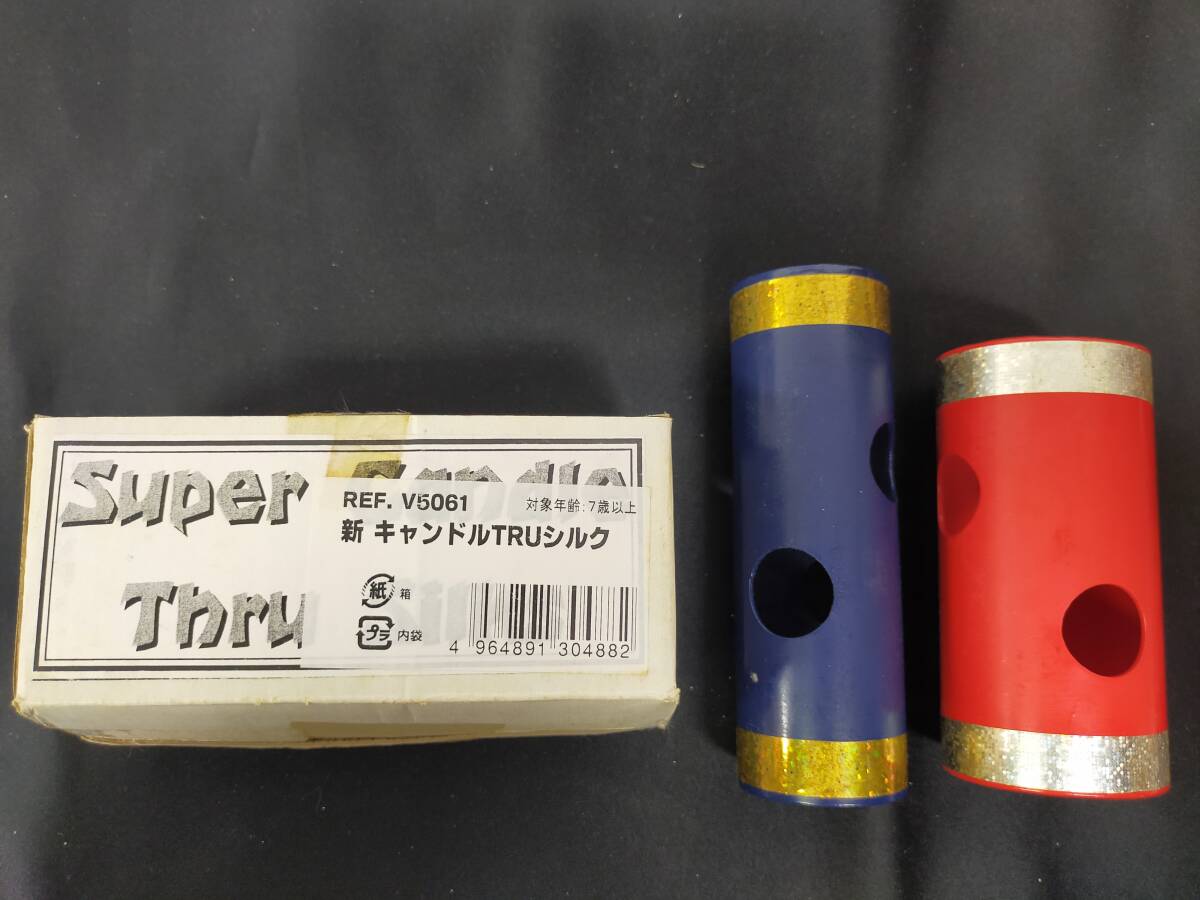 Super Candle
Thru
REF. V5061
対象年齢:7歳以上
新 キャンドルTRUシルク
紙 箱
プラ 内袋
4 964891 304882